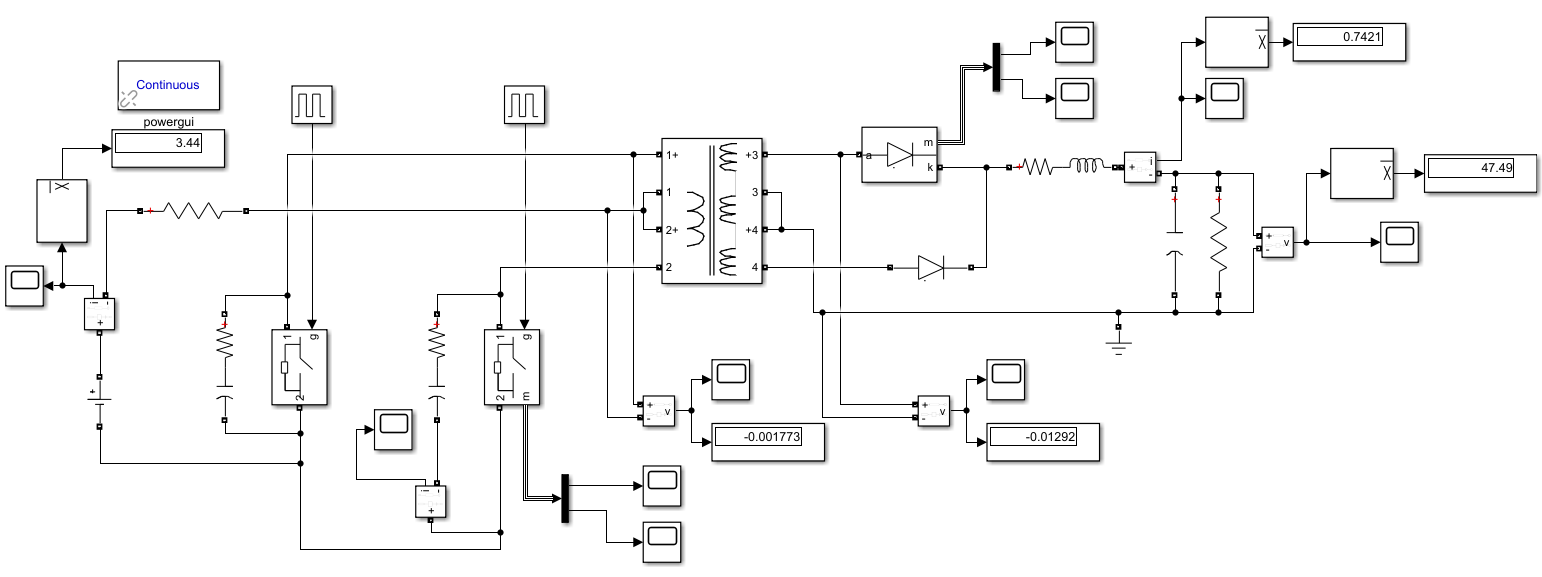 0.7421
Continuous
powergui
3.44
1+
+3
a
m
k
+
i
-
47.49
1
3
2+
+4
2
4
+
-
v
i
-
+
1
g
2
1
g
2
m
+
-
v
+
-
v
-0.001773
-0.01292
i
-
+